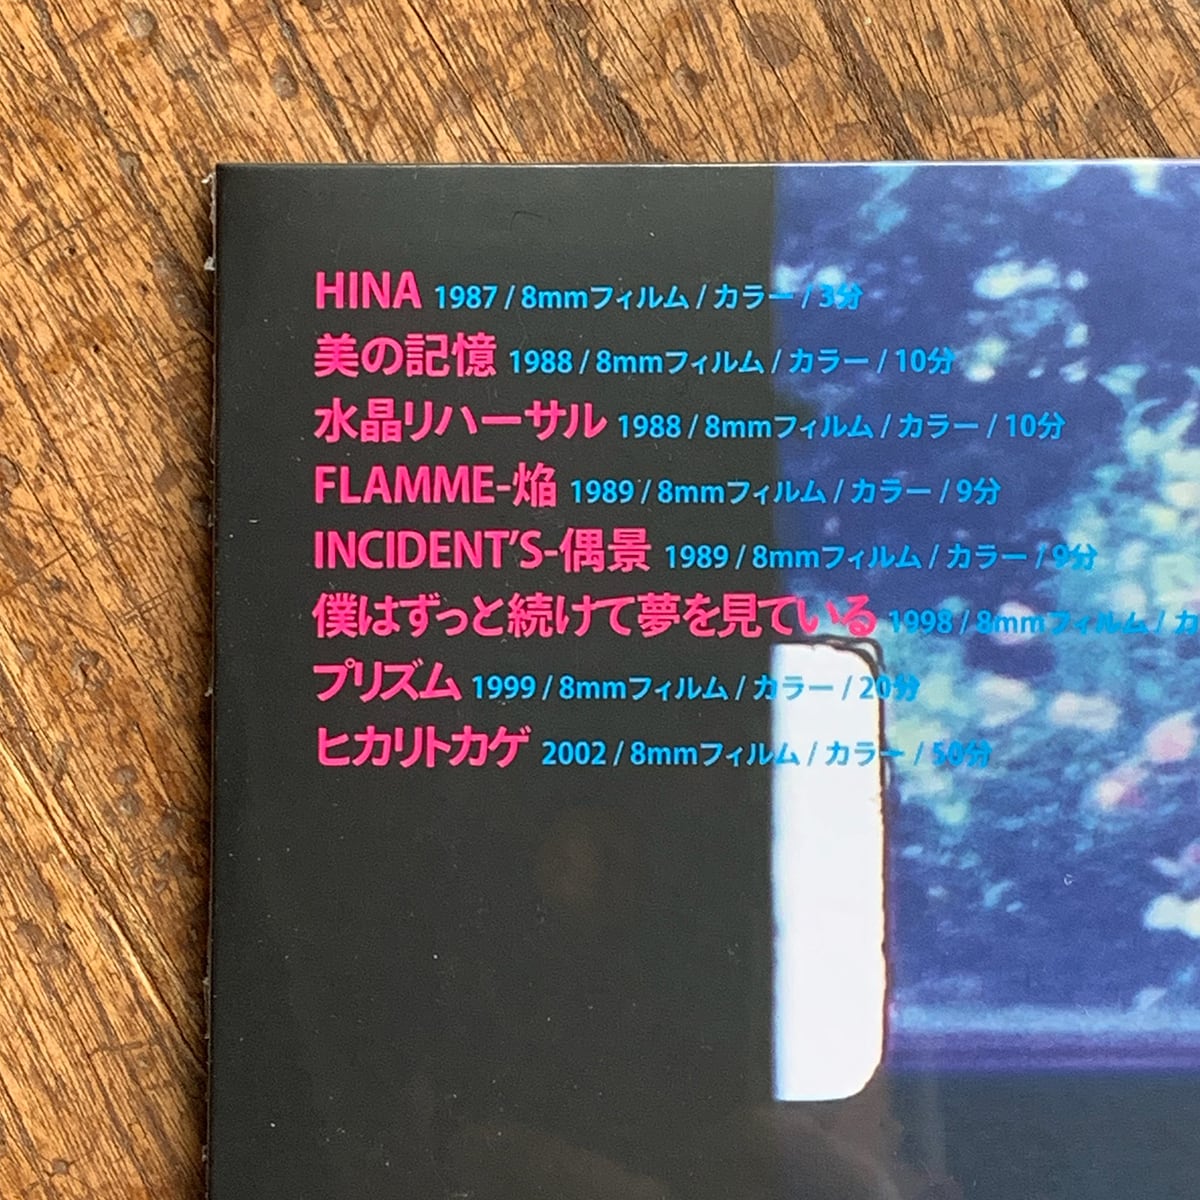 HINA 1987 / 8mmフィルム / カラー / 3分
美の記憶 1988 / 8mmフィルム / カラー / 10分
水晶リハーサル 1988 / 8mmフィルム / カラー / 10分
FLAMME-焔 1989 / 8mmフィルム / カラー / 9分
INCIDENT'S-偶景 1989 / 8mmフィルム / カラー / 9分
僕はずっと続けて夢を見ている 1998 / 8mmフィルム / カ
プリズム 1999 / 8mmフィルム / カラー / 20分
ヒカリトカゲ 2002 / 8mmフィルム / カラー / 50分